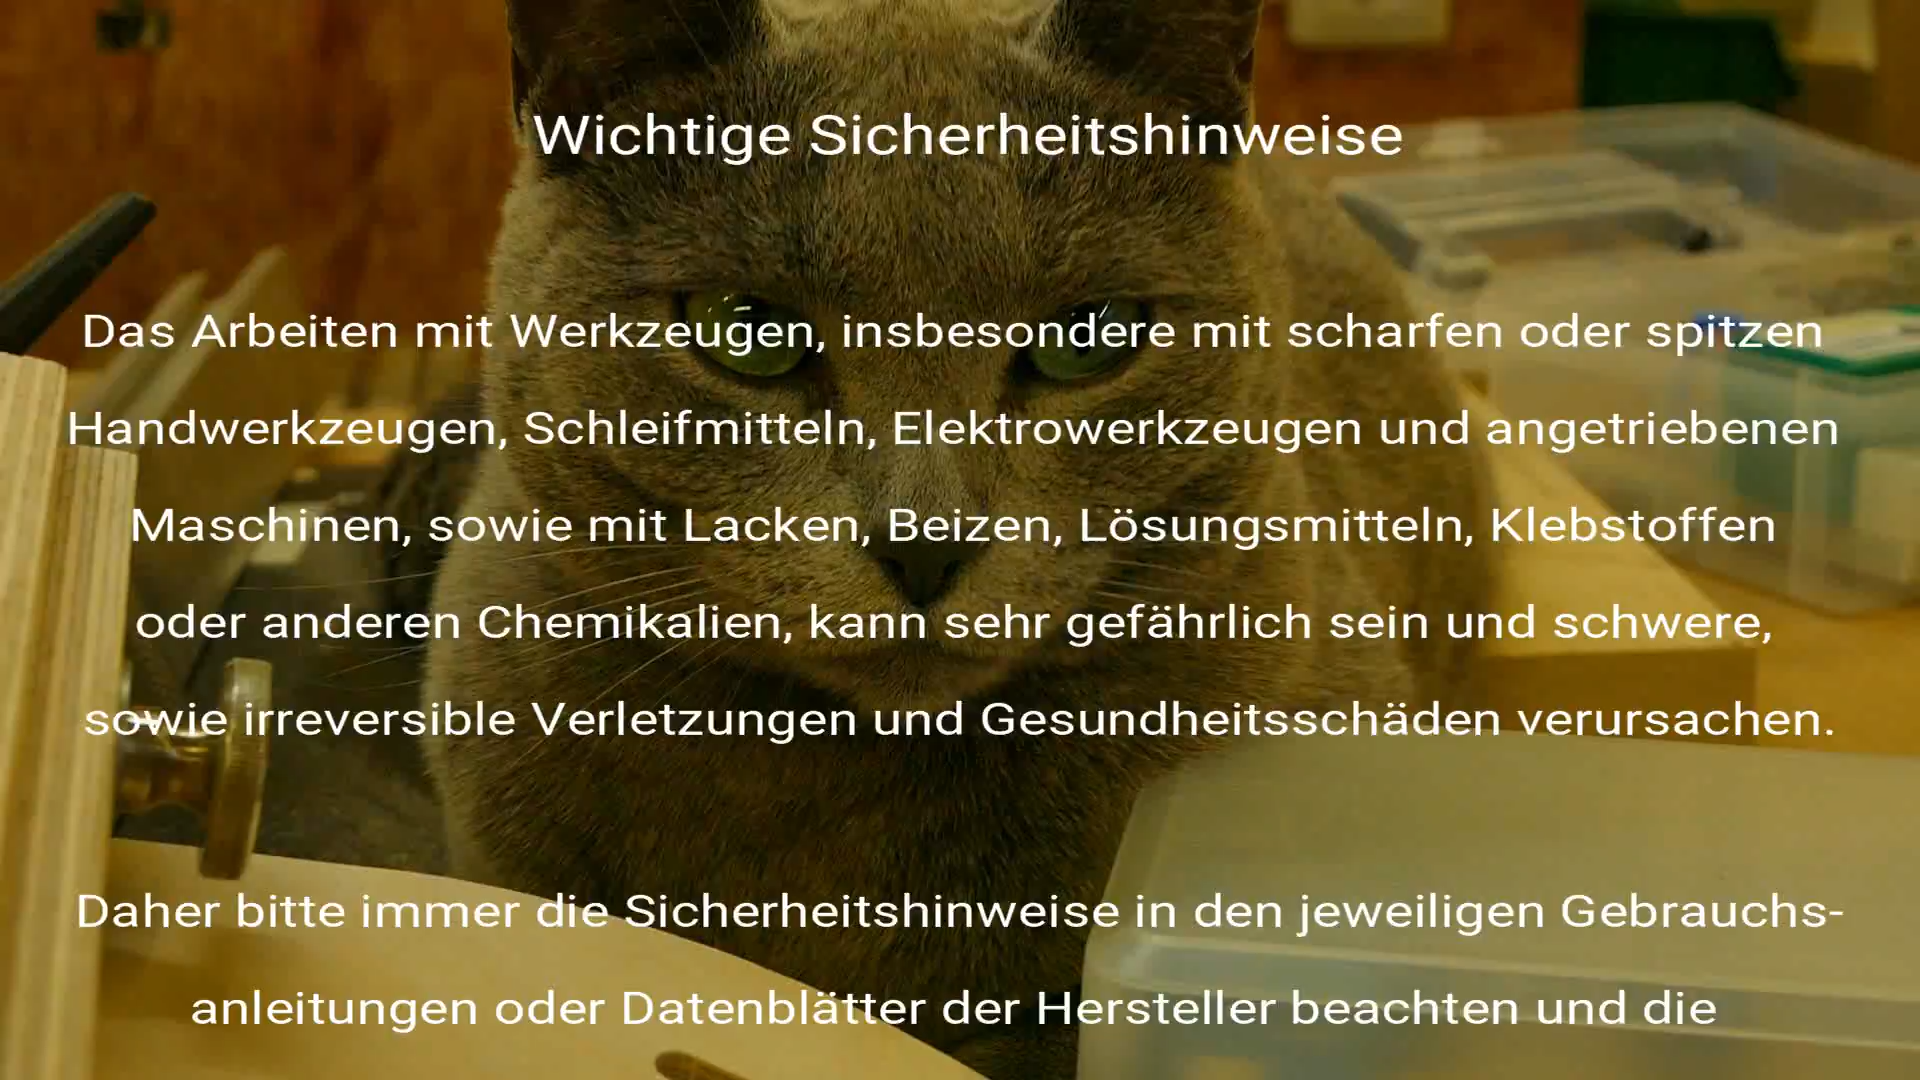 Wichtige Sicherheitshinweise
Das Arbeiten mit Werkzeugen, insbesondere mit scharfen oder spitzen
Handwerkzeugen, Schleifmitteln, Elektrowerkzeugen und angetriebenen
Maschinen, sowie mit Lacken, Beizen, Lösungsmitteln, Klebstoffen
oder anderen Chemikalien, kann sehr gefährlich sein und schwere,
sowie irreversible Verletzungen und Gesundheitsschäden verursachen.
Daher bitte immer die Sicherheitshinweise in den jeweiligen Gebrauchs-
anleitungen oder Datenblätter der Hersteller beachten und die